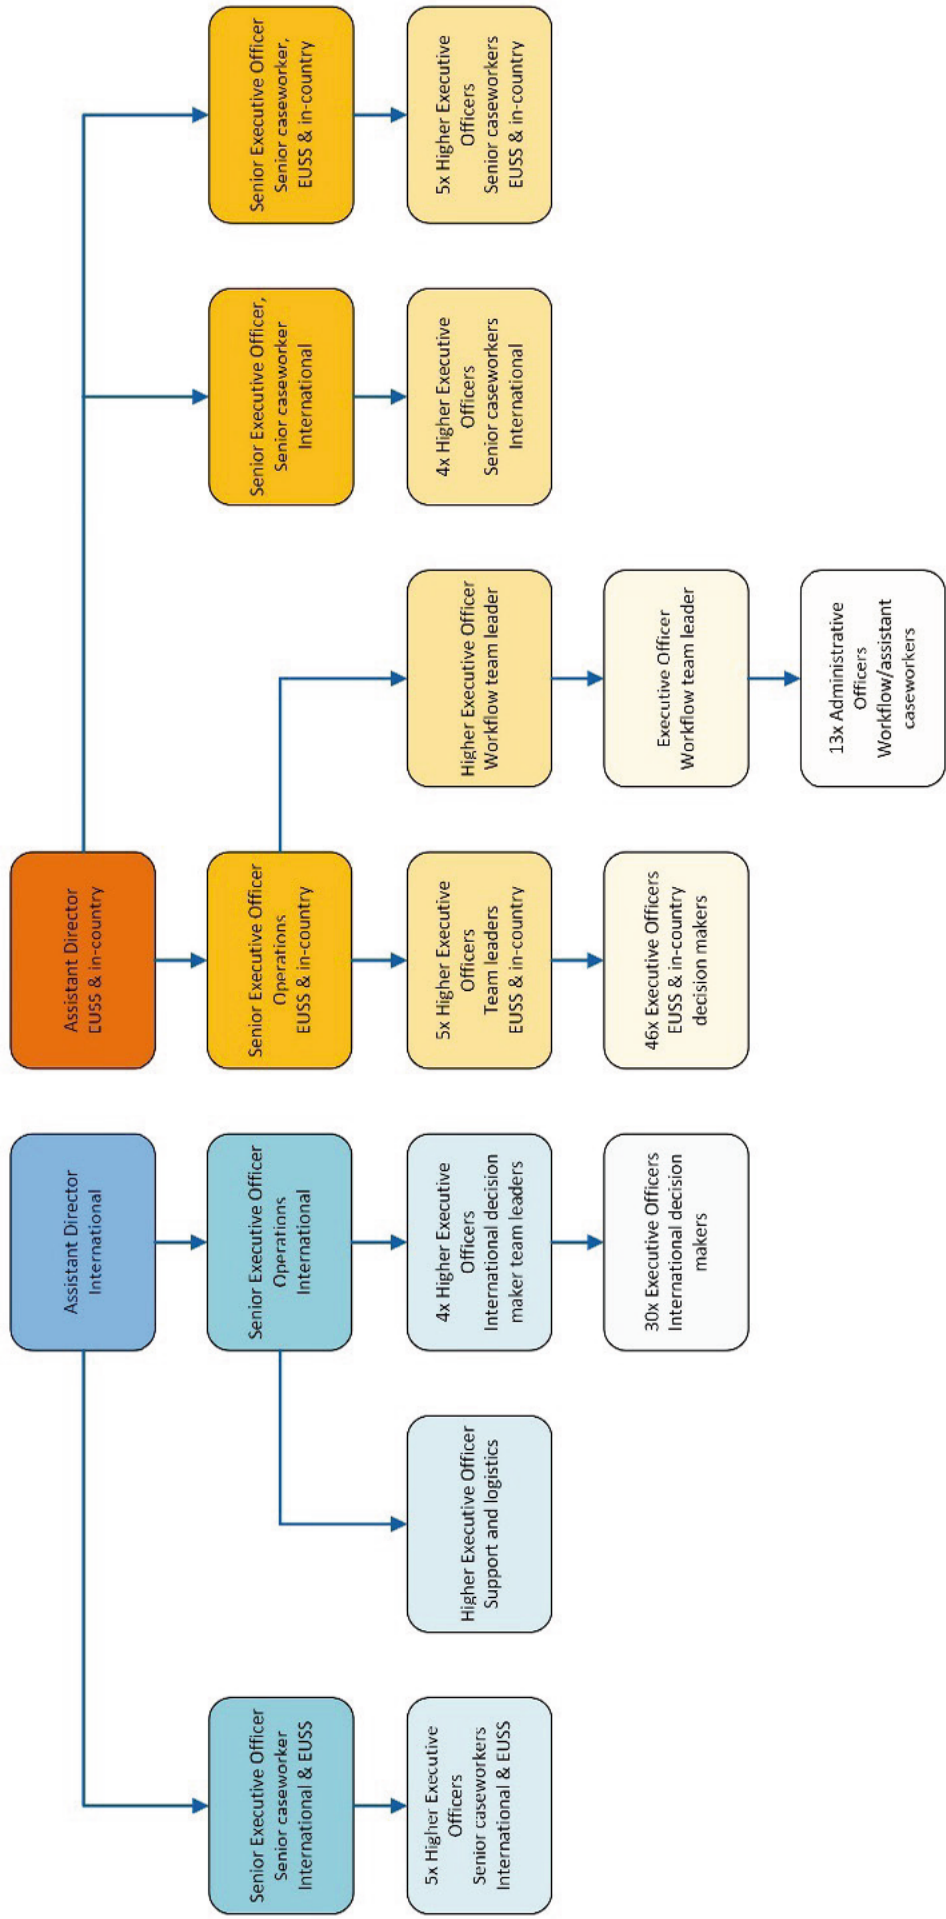 Assistant Director
International
Assistant Director
EUSS & in-country
Senior Executive Officer
Senior caseworker
International & EUSS
Senior Executive Officer
Operations
International
Senior Executive Officer
Operations
EUSS & in-country
Senior Executive Officer,
Senior caseworker
International
Senior Executive Officer
Senior caseworker,
EUSS & in-country
5x Higher Executive
Officers
Senior caseworkers
International & EUSS
Higher Executive Officer
Support and logistics
4x Higher Executive
Officers
International decision
maker team leaders
5x Higher Executive
Officers
Team leaders
EUSS & in-country
Higher Executive Officer
Workflow team leader
4x Higher Executive
Officers
Senior caseworkers
International
5x Higher Executive
Officers
Senior caseworkers
EUSS & in-country
30x Executive Officers
International decision
makers
46x Executive Officers
EUSS & in-country
decision makers
Executive Officer
Workflow team leader
13x Administrative
Officers
Workflow/assistant
caseworkers